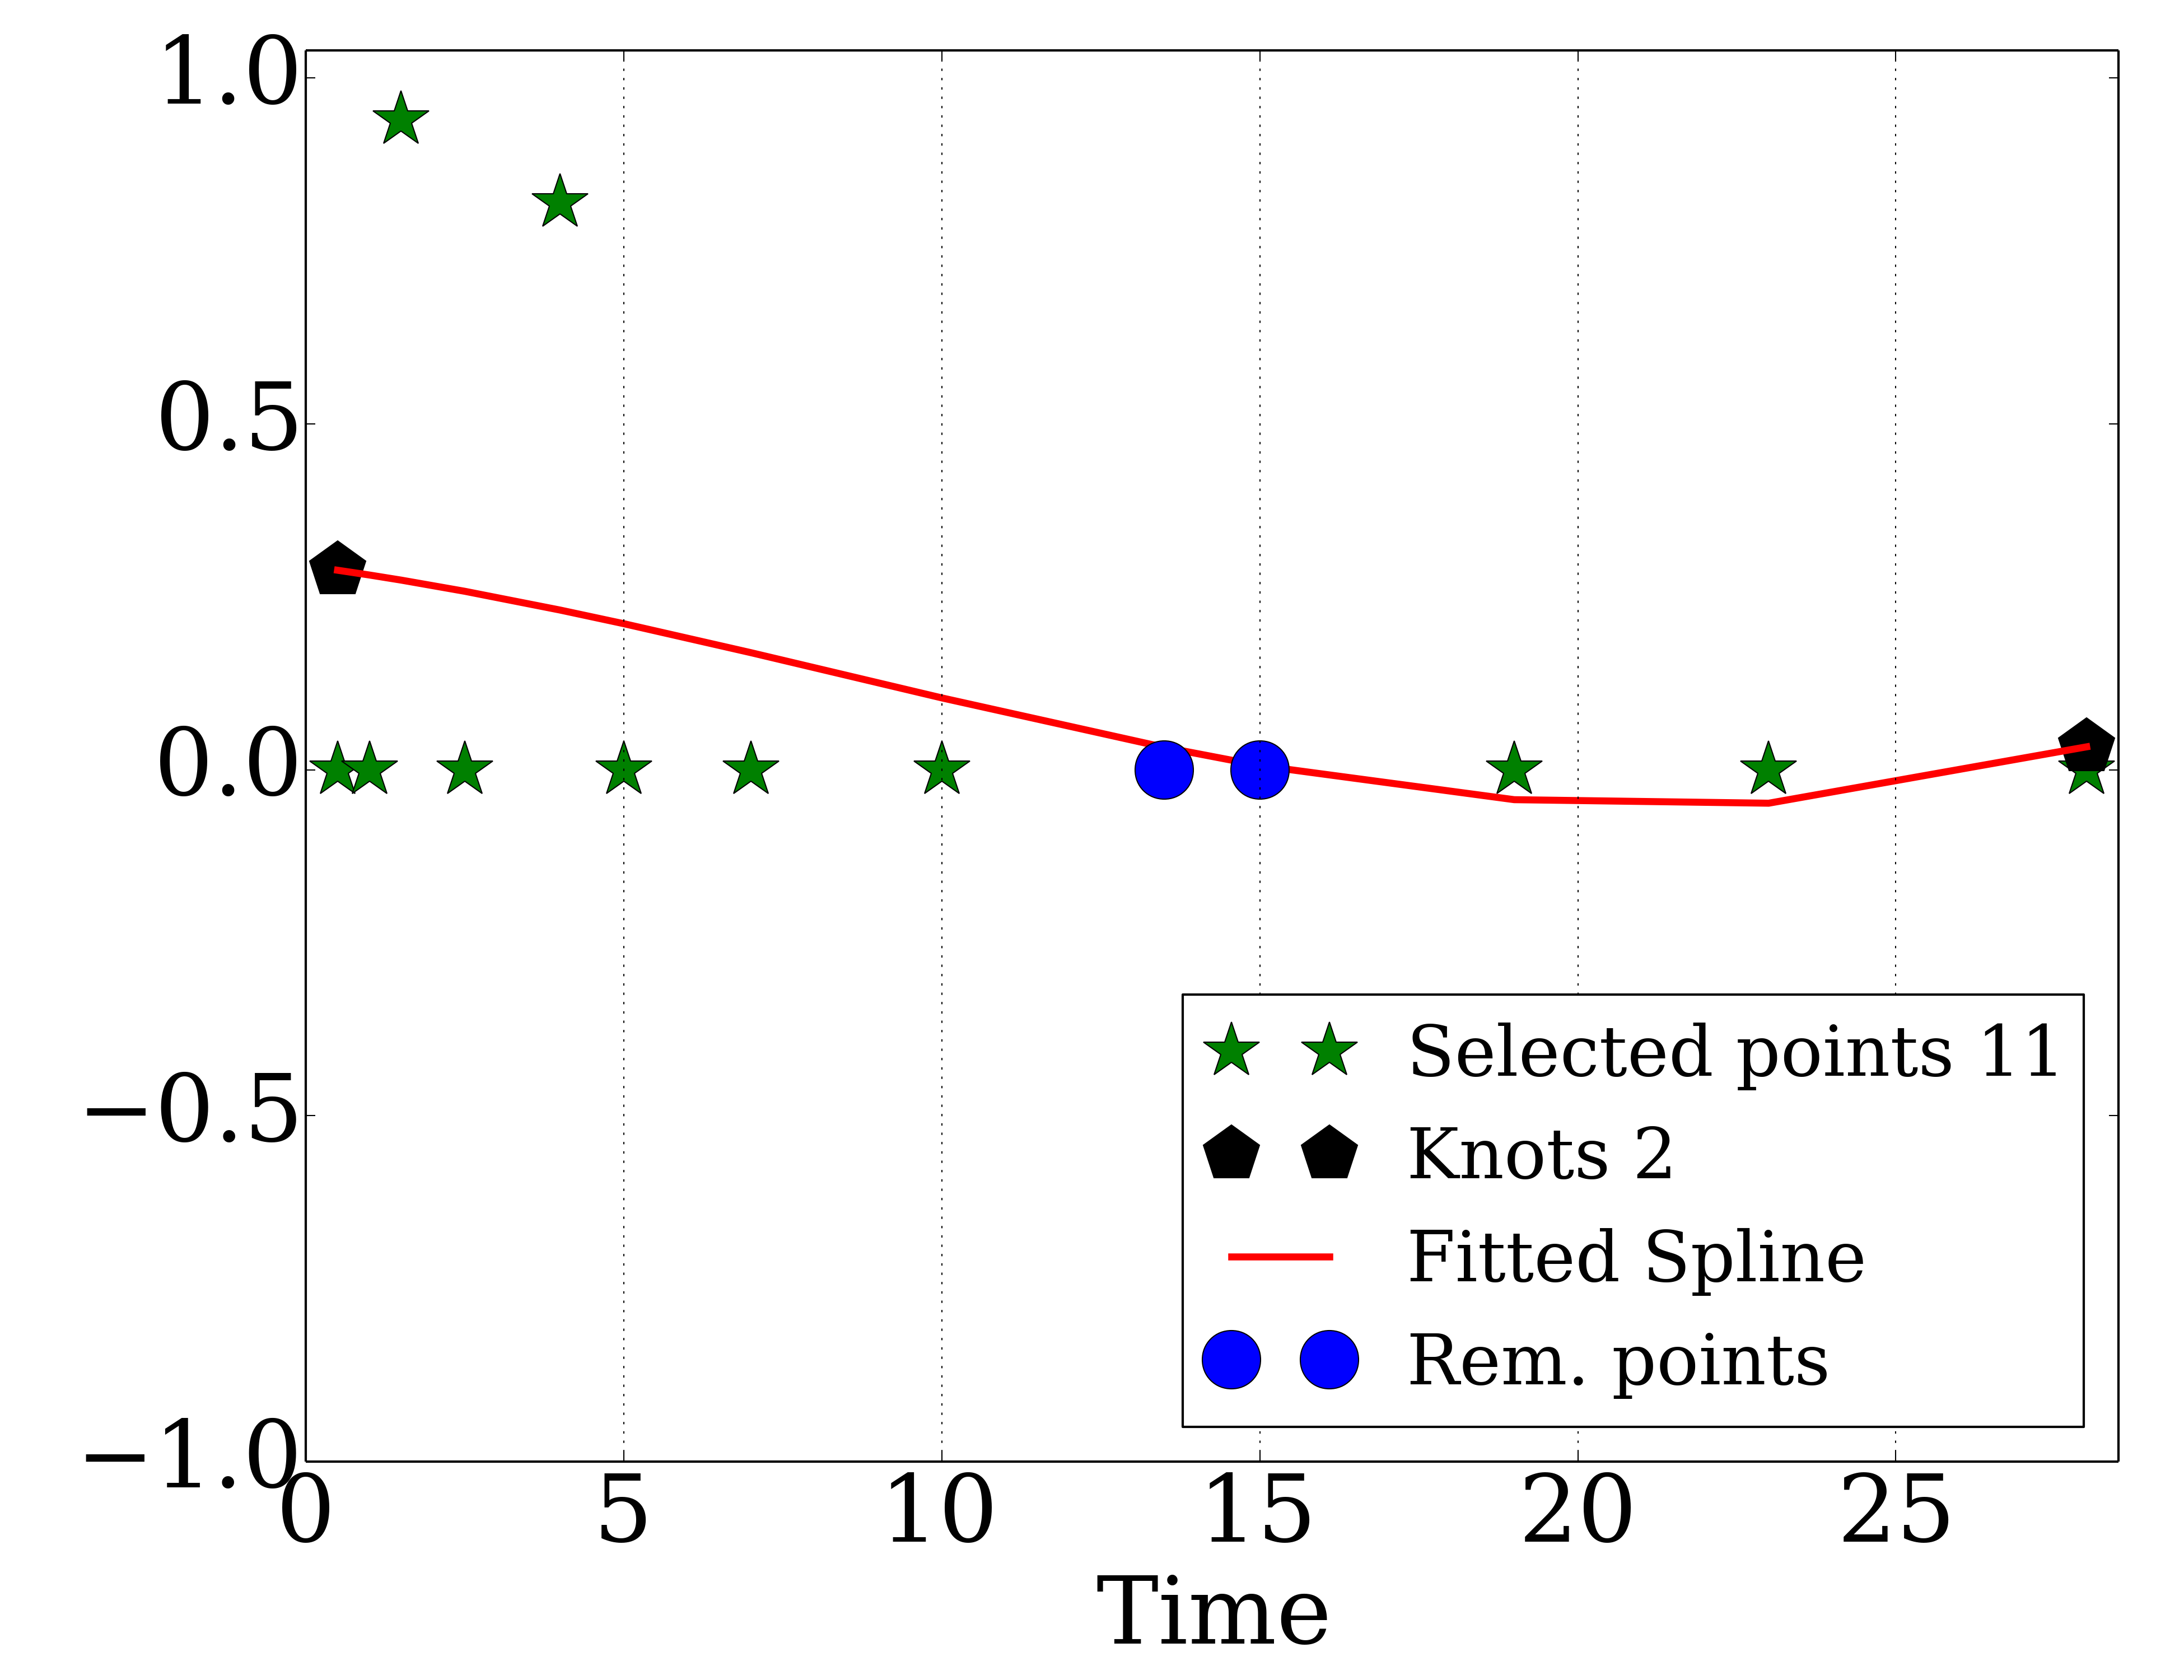 1.0
0.5
0.0
−0.5
−1.0
0 5 10 15 20 25
Time
Selected points 11
Knots 2
Fitted Spline
Rem. points